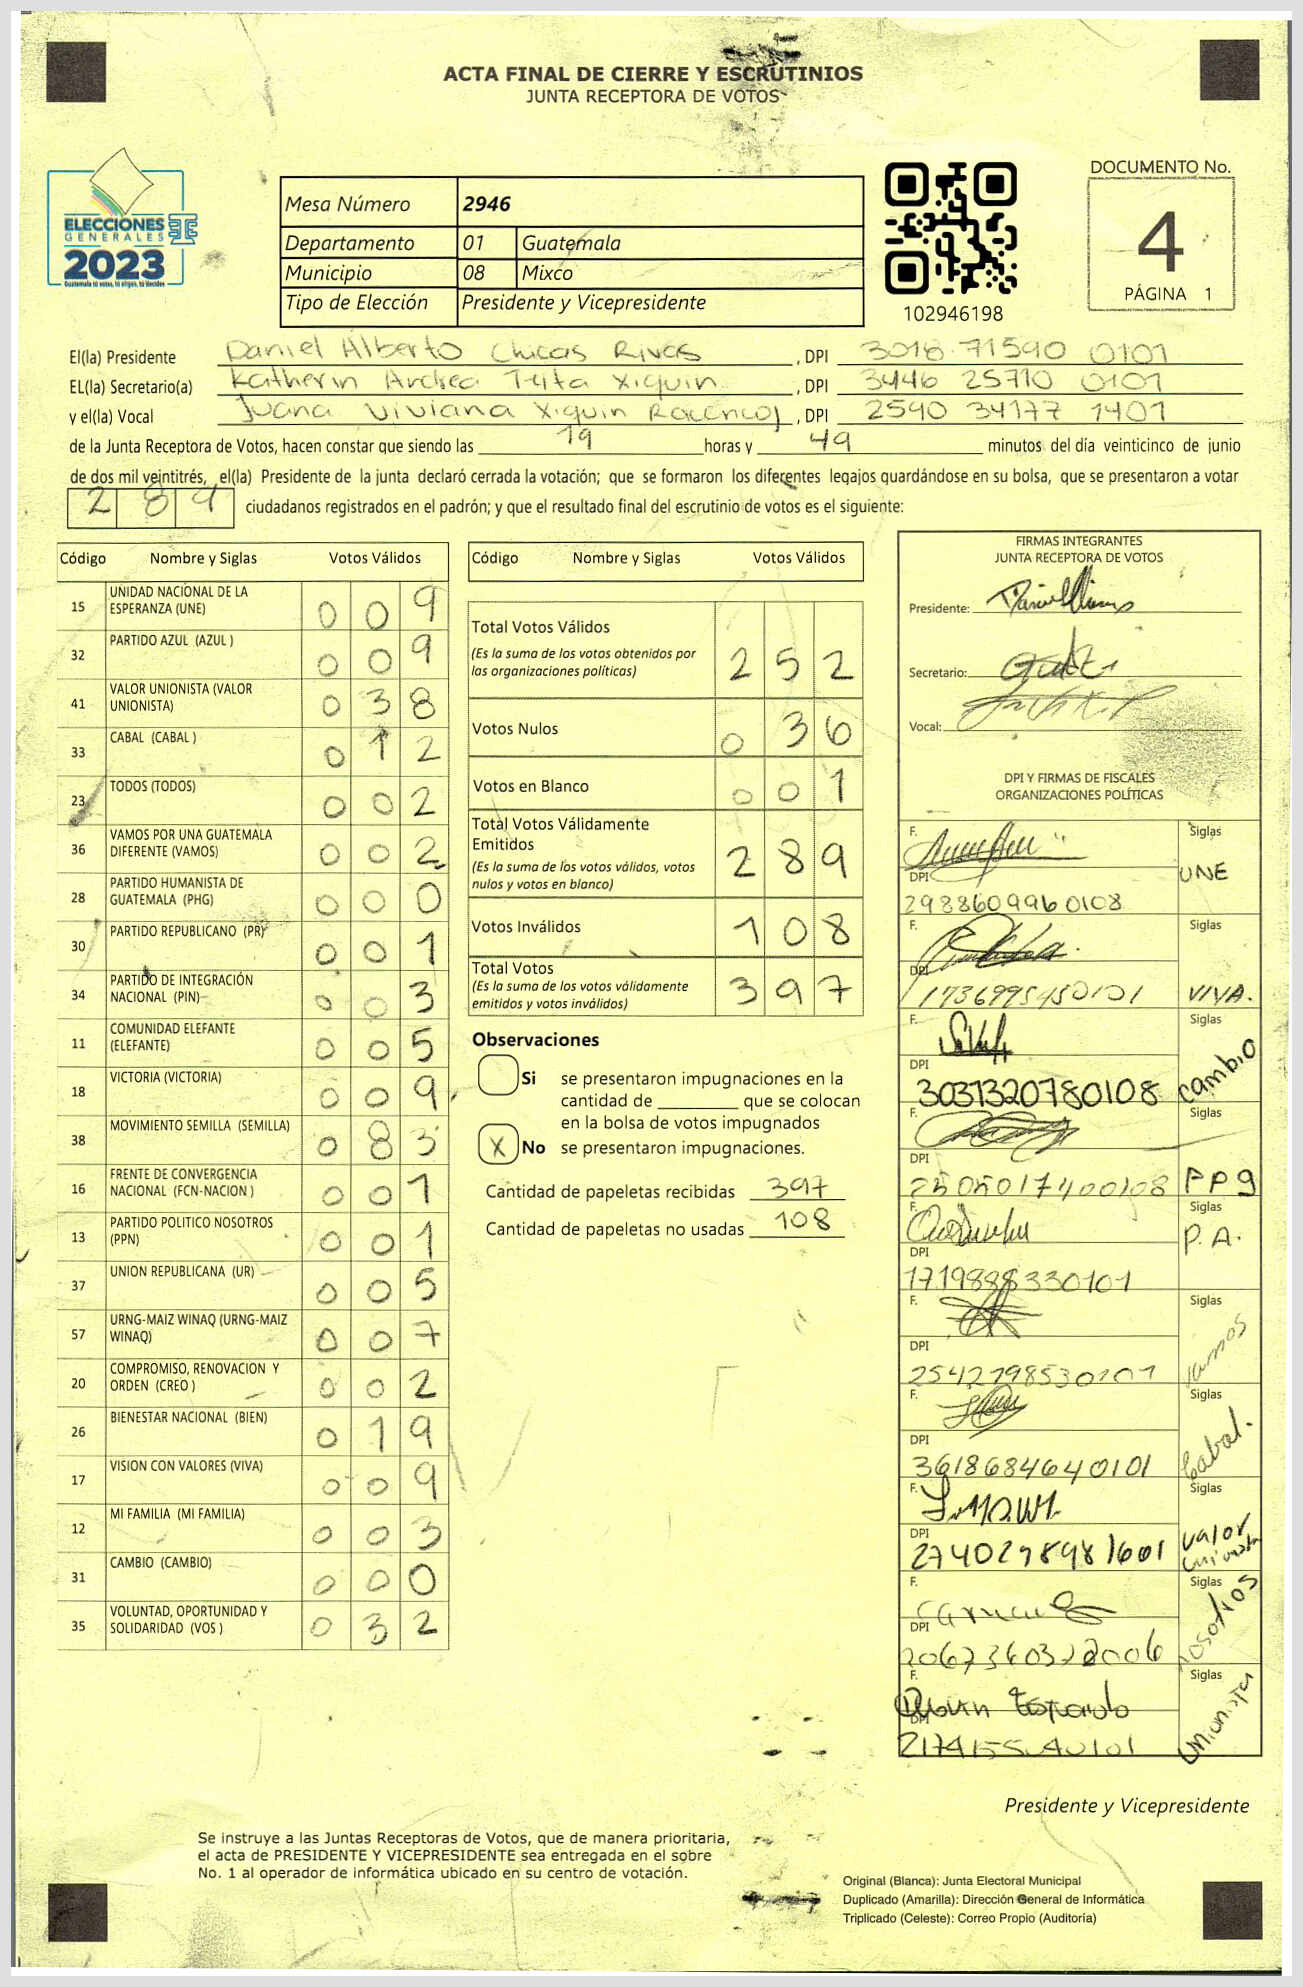 ACTA FINAL DE CIERRE Y ESCRUTINIOS
JUNTA RECEPTORA DE VOTOS
ELECCIONES
GENERALES
2023
Mesa Número 2946
Departamento 01 Guatemala
Municipio 08 Mixco
Tipo de Elección Presidente y Vicepresidente
102946198
DOCUMENTO No.
4
PÁGINA 1
El(la) Presidente Daniel Alberto Chicas Rivas , DPI 3018 71590 0101
EL(la) Secretario(a) Katherin Andrea Xiquin , DPI 3446 25710 0101
y el(la) Vocal Juana Viviana Xiquin , DPI 2590 34177 1401
de la Junta Receptora de Votos, hacen constar que siendo las 19 horas y 49 minutos del día veinticinco de junio
de dos mil veintitrés, el(la) Presidente de la junta declaró cerrada la votación; que se formaron los diferentes legajos guardándose en su bolsa, que se presentaron a votar
289 ciudadanos registrados en el padrón; y que el resultado final del escrutinio de votos es el siguiente:
Código Nombre y Siglas Votos Válidos
15 UNIDAD NACIONAL DE LA ESPERANZA (UNE) 0 0 9
32 PARTIDO AZUL (AZUL ) 0 0 9
41 VALOR UNIONISTA (VALOR UNIONISTA) 0 3 8
33 CABAL (CABAL ) 0 1 2
23 TODOS (TODOS) 0 0 2
36 VAMOS POR UNA GUATEMALA DIFERENTE (VAMOS) 0 0 2
28 PARTIDO HUMANISTA DE GUATEMALA (PHG) 0 0 0
30 PARTIDO REPUBLICANO (PR) 0 0 1
34 PARTIDO DE INTEGRACIÓN NACIONAL (PIN) 0 0 3
11 COMUNIDAD ELEFANTE (ELEFANTE) 0 0 5
18 VICTORIA (VICTORIA) 0 0 9
38 MOVIMIENTO SEMILLA (SEMILLA) 0 8 3
16 FRENTE DE CONVERGENCIA NACIONAL (FCN-NACION ) 0 0 1
13 PARTIDO POLITICO NOSOTROS (PPN) 0 0 1
37 UNION REPUBLICANA (UR) 0 0 5
57 URNG-MAIZ WINAQ (URNG-MAIZ WINAQ) 0 0 7
20 COMPROMISO, RENOVACION Y ORDEN (CREO ) 0 0 2
26 BIENESTAR NACIONAL (BIEN) 0 1 9
17 VISION CON VALORES (VIVA) 0 0 9
12 MI FAMILIA (MI FAMILIA) 0 0 3
31 CAMBIO (CAMBIO) 0 0 0
35 VOLUNTAD, OPORTUNIDAD Y SOLIDARIDAD (VOS ) 0 3 2
Código Nombre y Siglas Votos Válidos
Total Votos Válidos 2 5 2
(Es la suma de los votos obtenidos por
las organizaciones políticas)
Votos Nulos 0 3 6
Votos en Blanco 0 0 1
Total Votos Válidamente
Emitidos 2 8 9
(Es la suma de los votos válidos, votos
nulos y votos en blanco)
Votos Inválidos 1 0 8
Total Votos 3 9 7
(Es la suma de los votos válidamente
emitidos y votos inválidos)
Observaciones
Si se presentaron impugnaciones en la
cantidad de ________ que se colocan
en la bolsa de votos impugnados
X No se presentaron impugnaciones.
Cantidad de papeletas recibidas 397
Cantidad de papeletas no usadas 108
FIRMAS INTEGRANTES
JUNTA RECEPTORA DE VOTOS
Presidente:
Secretario:
Vocal:
DPI Y FIRMAS DE FISCALES
ORGANIZACIONES POLÍTICAS
F. Siglas
DPI UNE
2988609960108
F. Siglas
DPI VIVA.
F. Siglas
DPI cambio
3031320780108
F. Siglas
DPI PPg
F. Siglas
DPI P.A.
1719888330101
F. Siglas
DPI
F. Siglas
DPI Cabal.
3618684640101
F. Siglas
DPI valor
F. Siglas
DPI nosotros
F. Siglas
DPI unionista
Presidente y Vicepresidente
Se instruye a las Juntas Receptoras de Votos, que de manera prioritaria,
el acta de PRESIDENTE Y VICEPRESIDENTE sea entregada en el sobre
No. 1 al operador de informática ubicado en su centro de votación.
Original (Blanca): Junta Electoral Municipal
Duplicado (Amarilla): Dirección General de Informática
Triplicado (Celeste): Correo Propio (Auditoría)